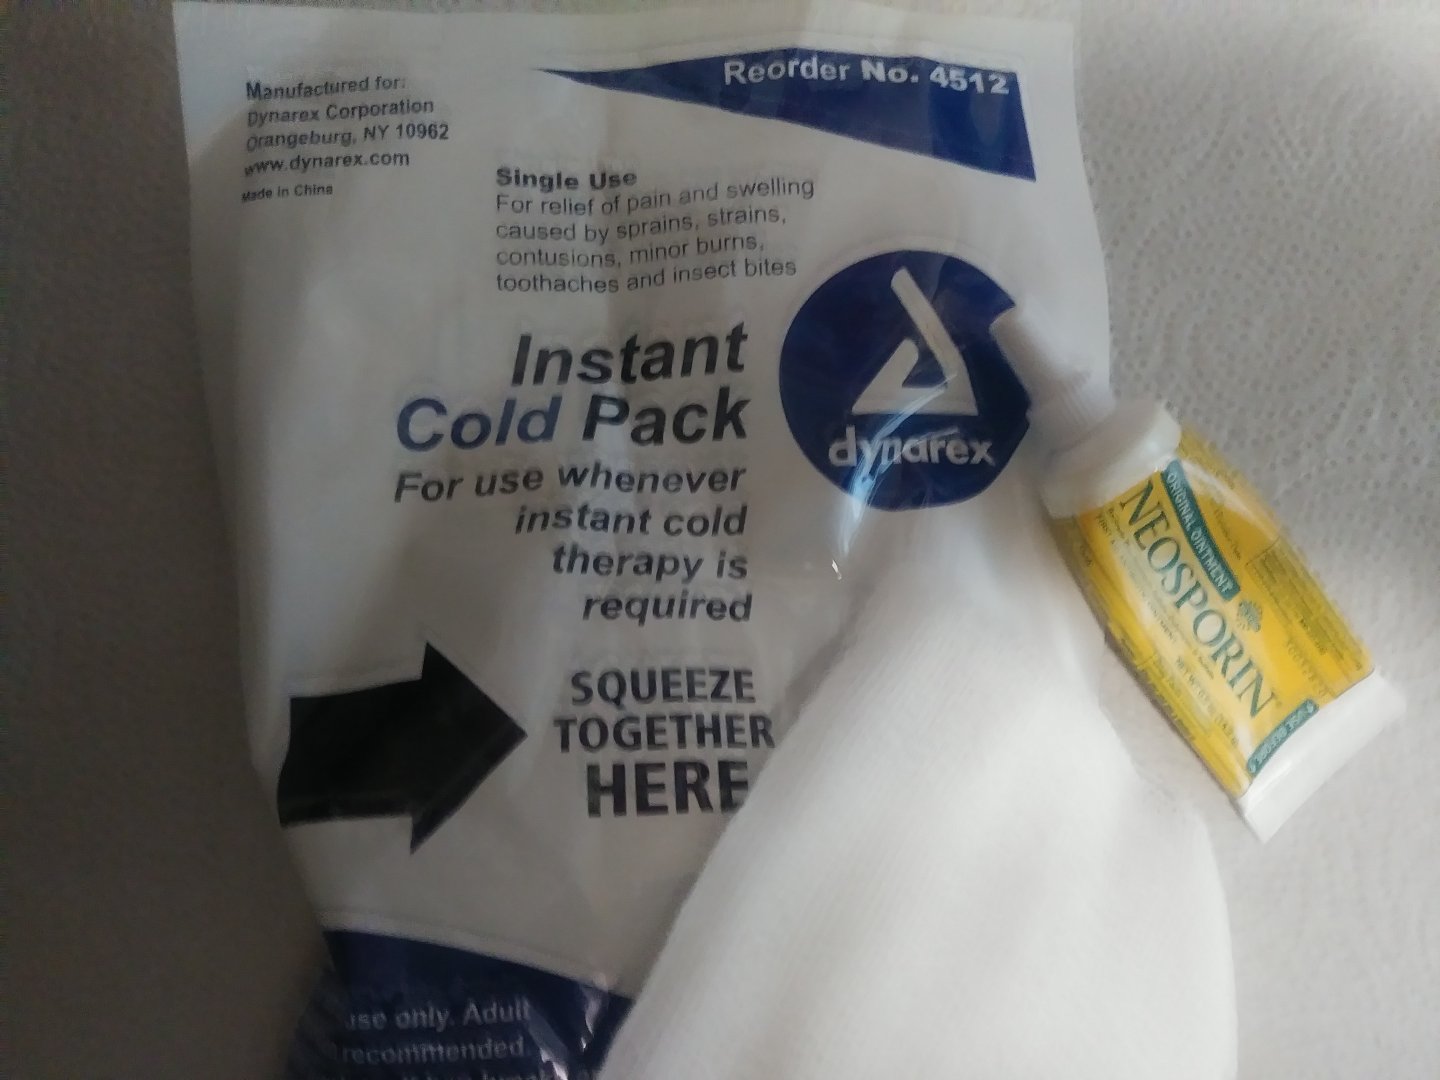 Manufactured for:
Dynarex Corporation
Orangeburg, NY 10962
www.dynarex.com
Made in China
Reorder No. 4512
Single Use
For relief of pain and swelling
caused by sprains, strains,
contusions, minor burns,
toothaches and insect bites
Instant
Cold Pack
For use whenever
instant cold
therapy is
required
dynarex
SQUEEZE
TOGETHER
HERE
use only. Adult
recommended.
ORIGINAL OINTMENT
NEOSPORIN®